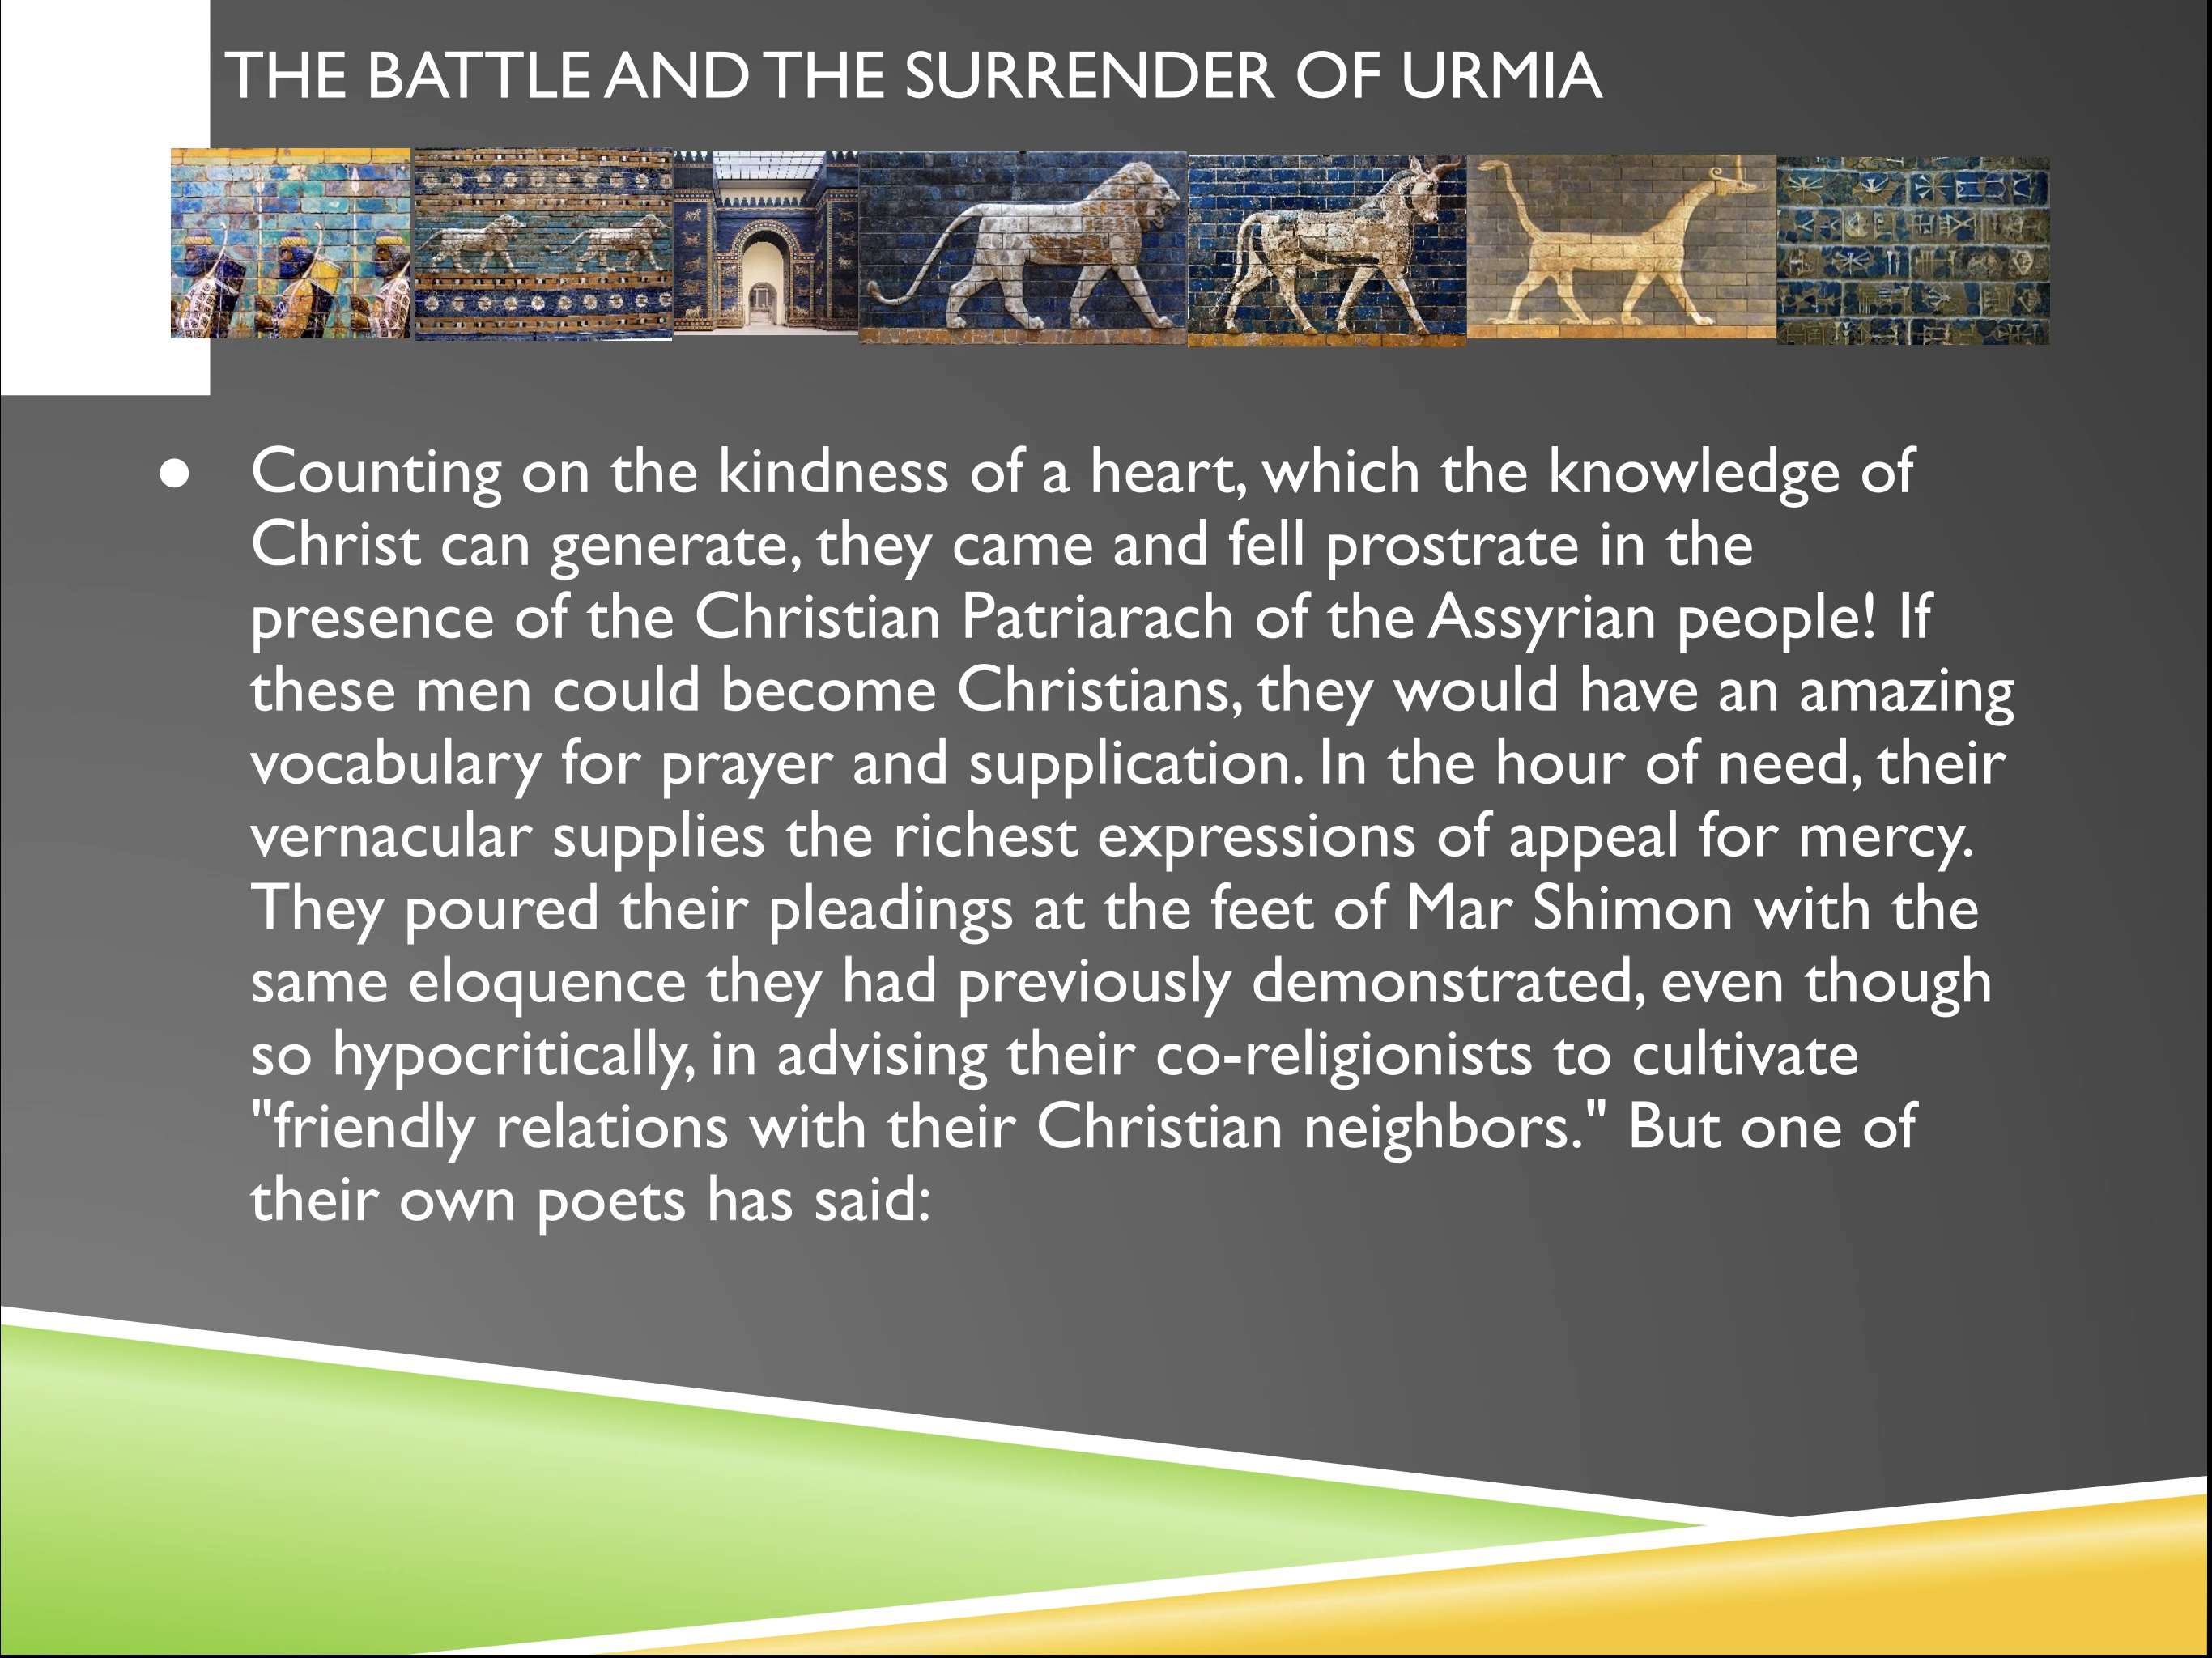 THE BATTLE AND THE SURRENDER OF URMIA
● Counting on the kindness of a heart, which the knowledge of
Christ can generate, they came and fell prostrate in the
presence of the Christian Patriarach of the Assyrian people! If
these men could become Christians, they would have an amazing
vocabulary for prayer and supplication. In the hour of need, their
vernacular supplies the richest expressions of appeal for mercy.
They poured their pleadings at the feet of Mar Shimon with the
same eloquence they had previously demonstrated, even though
so hypocritically, in advising their co-religionists to cultivate
"friendly relations with their Christian neighbors." But one of
their own poets has said: